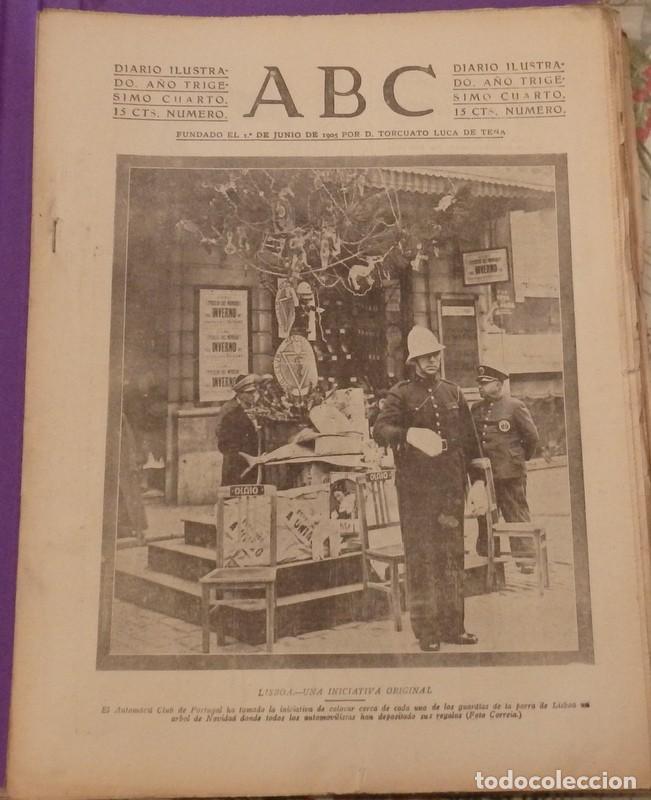 DIARIO ILUSTRA-
DO. AÑO TRIGE-
SIMO CUARTO.
15 CTS. NUMERO.
ABC
DIARIO ILUSTRA-
DO. AÑO TRIGE-
SIMO CUARTO.
15 CTS. NUMERO.
FUNDADO EL 1.º DE JUNIO DE 1905 POR D. TORCUATO LUCA DE TENA
INVERNO
INVERNO
INVERNO
INVERNO
OLAIO
OLAIO
LISBOA.—UNA INICIATIVA ORIGINAL
El Automóvil Club de Portugal ha tomado la iniciativa de colocar cerca de cada uno de los guardias de la porra de Lisboa un
arbol de Navidad donde todos los automovilistas han depositado sus regalos (Foto Correia.)
todocoleccion